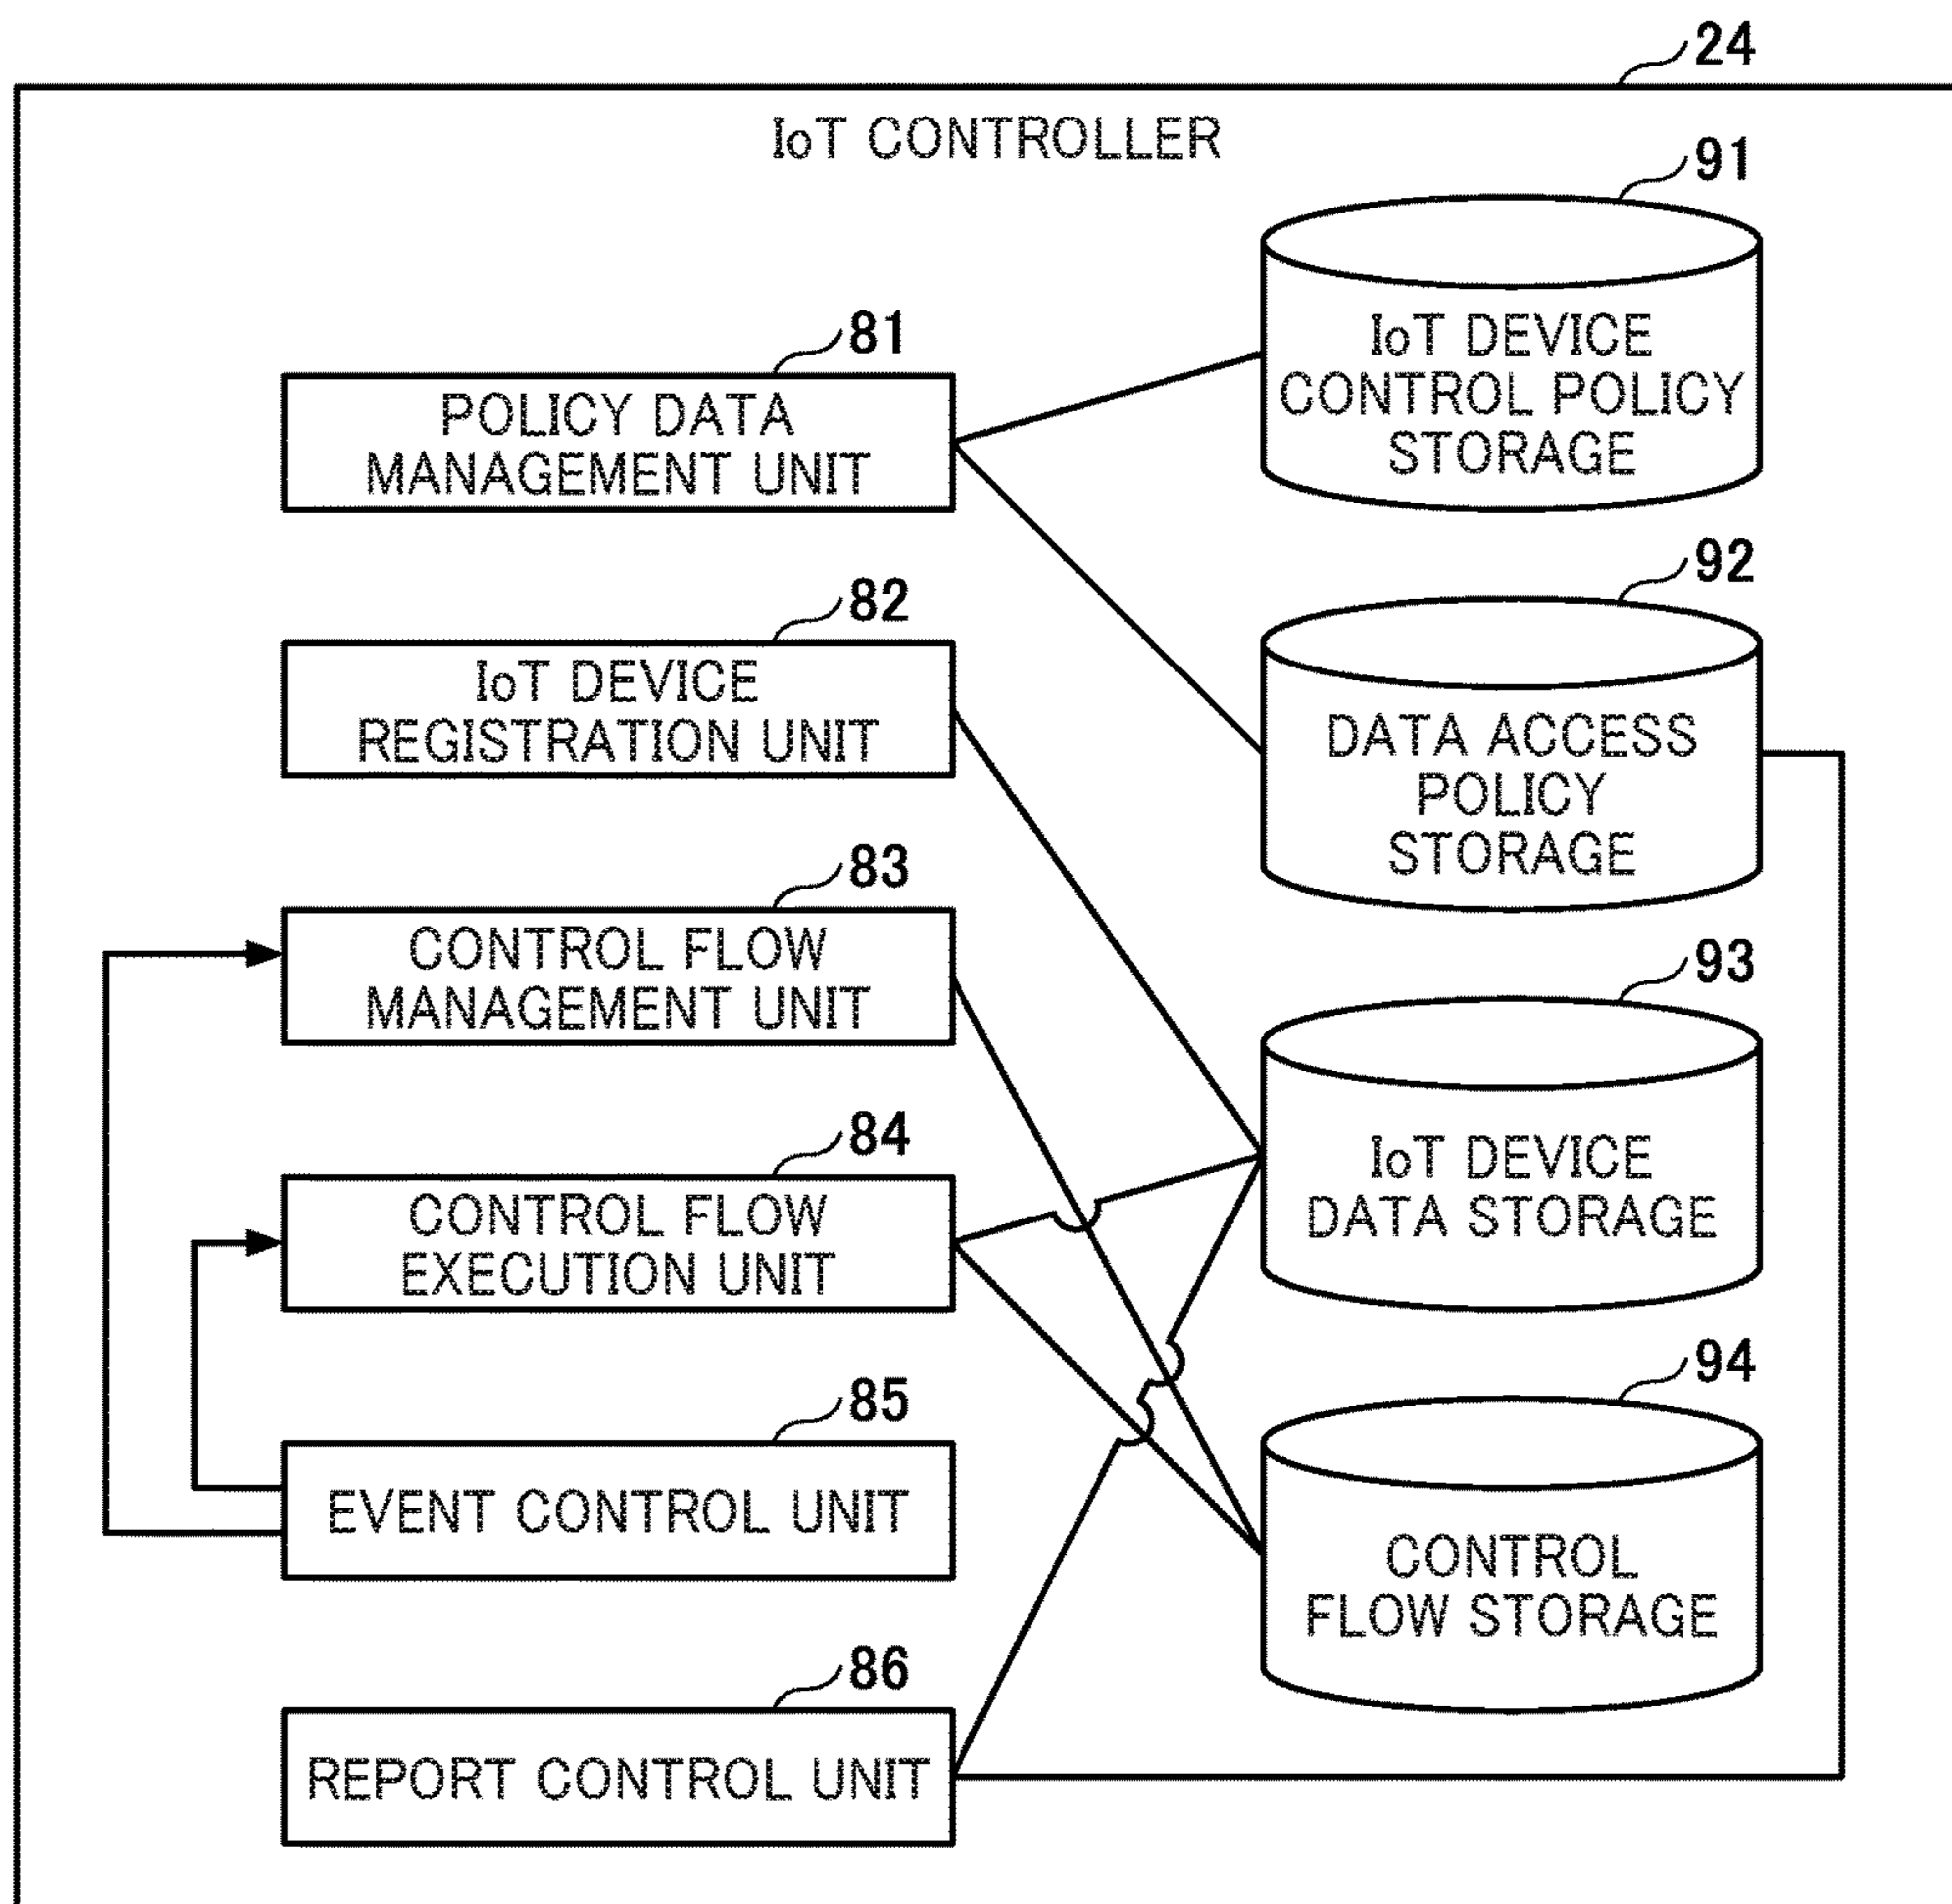 24
IoT CONTROLLER
91
IoT DEVICE
CONTROL POLICY
STORAGE
81
POLICY DATA
MANAGEMENT UNIT
92
DATA ACCESS
POLICY
STORAGE
82
IoT DEVICE
REGISTRATION UNIT
83
CONTROL FLOW
MANAGEMENT UNIT
93
IoT DEVICE
DATA STORAGE
84
CONTROL FLOW
EXECUTION UNIT
94
CONTROL
FLOW STORAGE
85
EVENT CONTROL UNIT
86
REPORT CONTROL UNIT